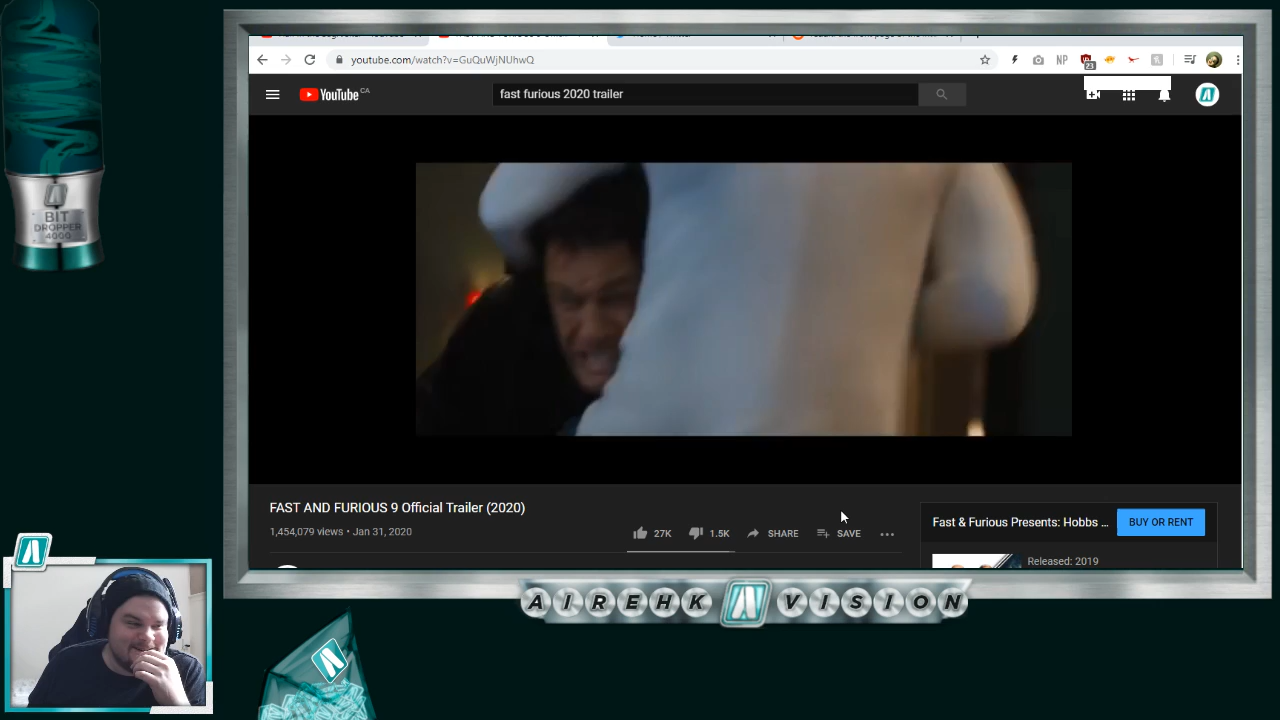 youtube.com/watch?v=GuQuWjNUhwQ
NP
21
YouTube CA
fast furious 2020 trailer
BIT
DROPPER
4000
FAST AND FURIOUS 9 Official Trailer (2020)
1,454,079 views • Jan 31, 2020
27K
1.5K
SHARE
SAVE
Fast & Furious Presents: Hobbs ...
BUY OR RENT
Released: 2019
AIREHK VISION